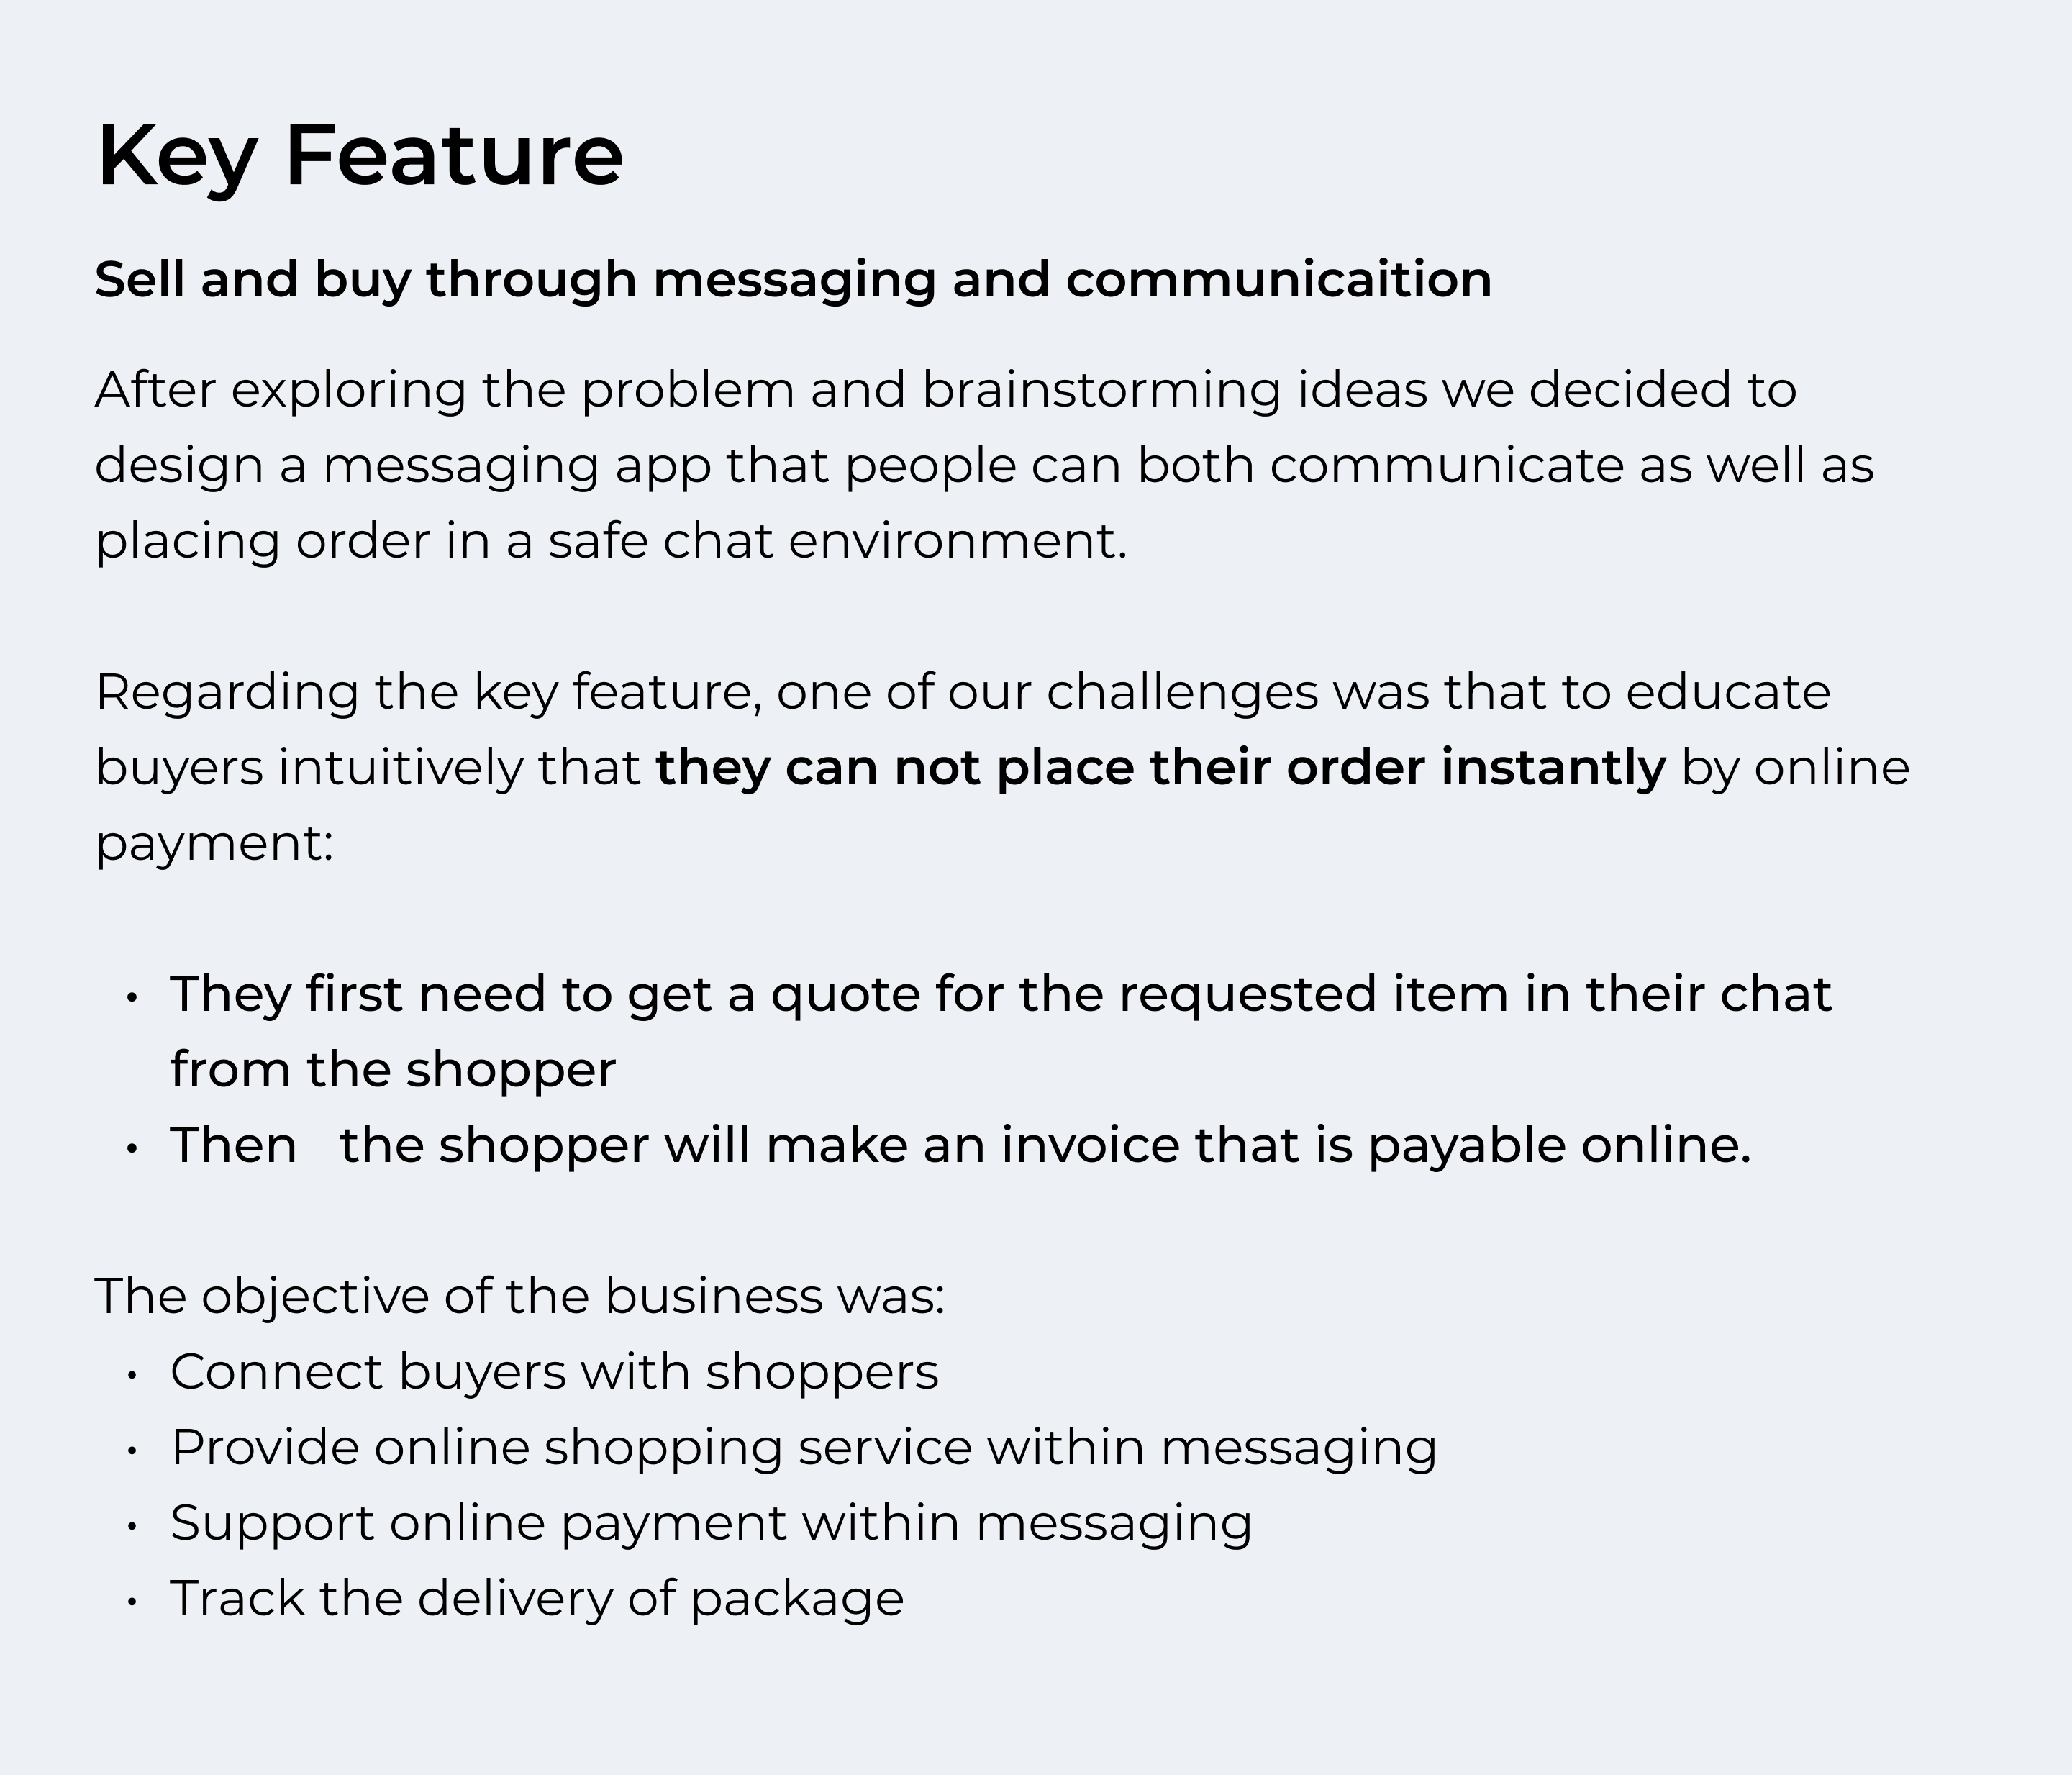 Key Feature
Sell and buy through messaging and communicaition
After exploring the problem and brainstorming ideas we decided to
design a messaging app that people can both communicate as well as
placing order in a safe chat environment.
Regarding the key feature, one of our challenges was that to educate
buyers intuitively that they can not place their order instantly by online
payment:
• They first need to get a quote for the requested item in their chat
from the shopper
• Then   the shopper will make an invoice that is payable online.
The objective of the business was:
• Connect buyers with shoppers
• Provide online shopping service within messaging
• Support online payment within messaging
• Track the delivery of package